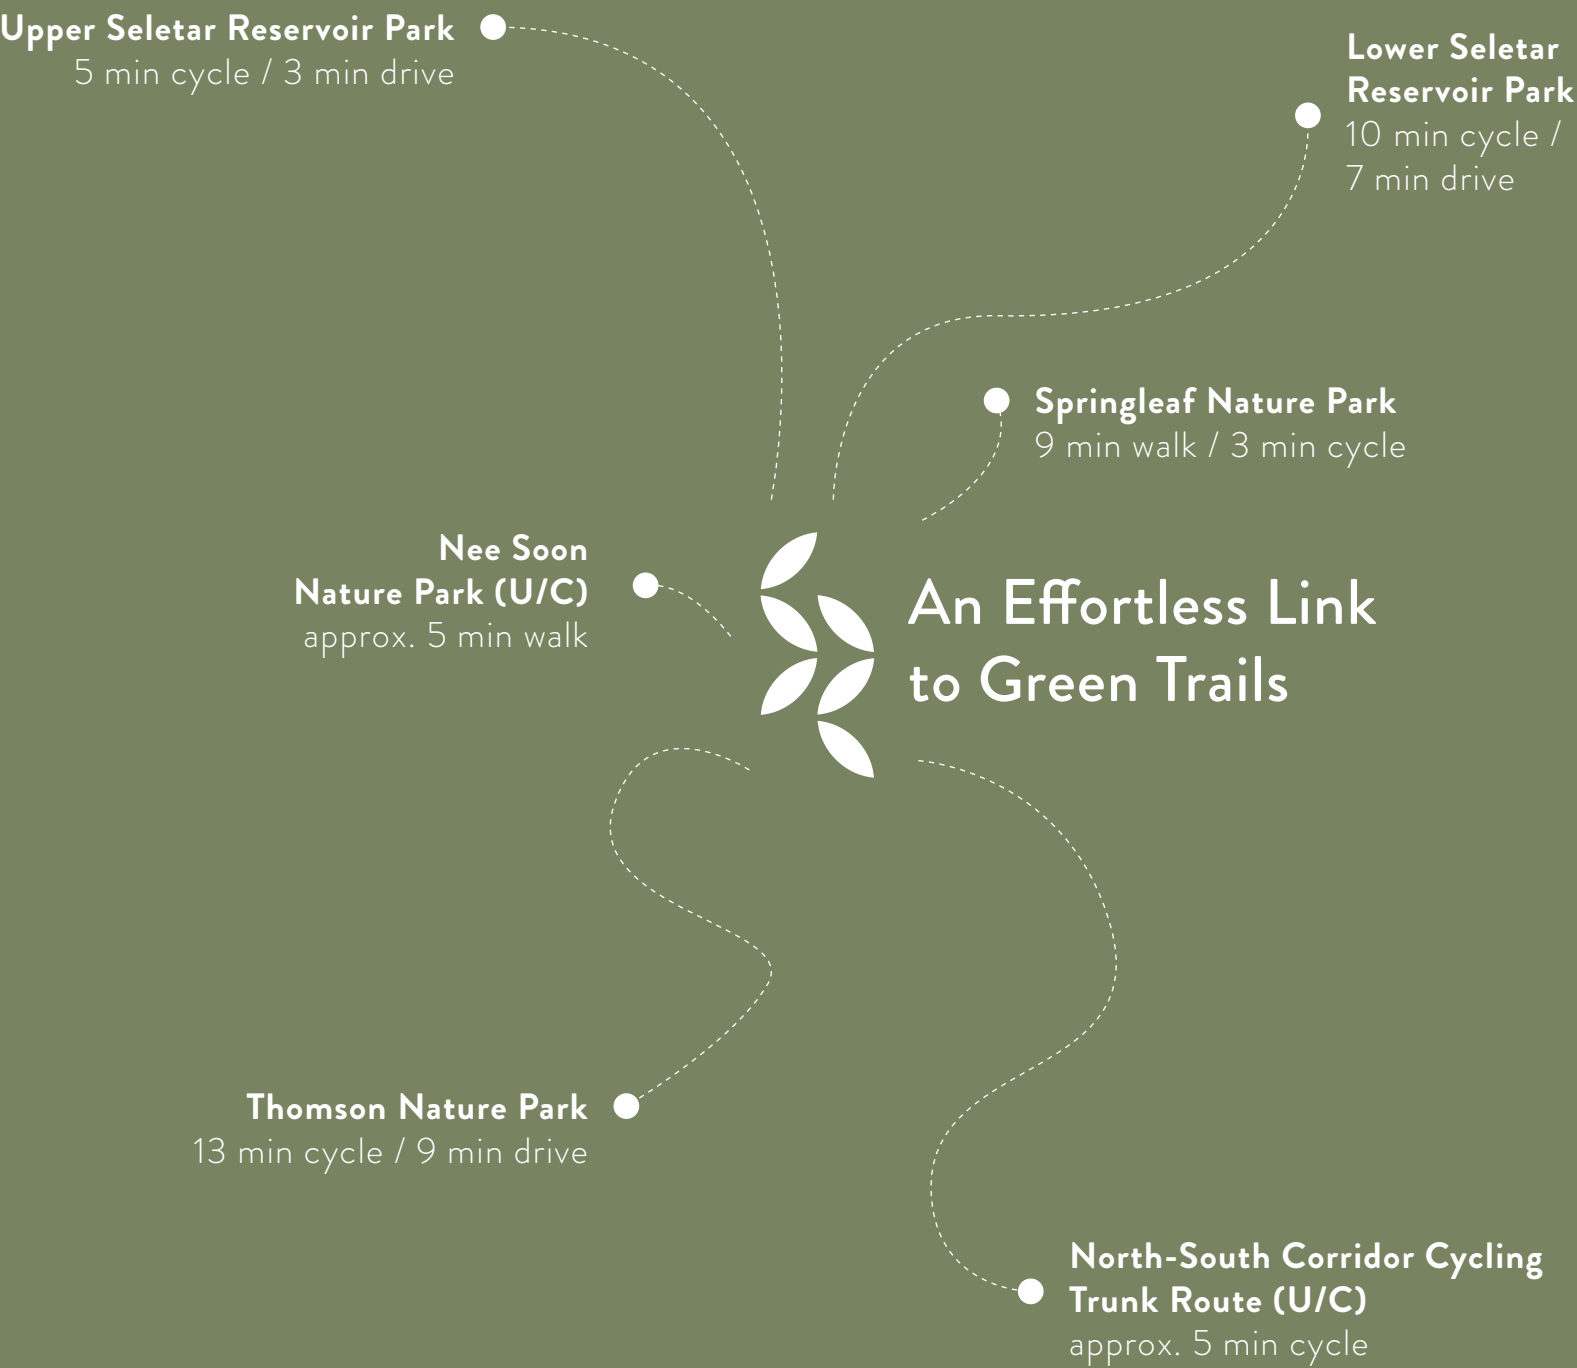 Upper Seletar Reservoir Park
5 min cycle / 3 min drive
Lower Seletar
Reservoir Park
10 min cycle /
7 min drive
Springleaf Nature Park
9 min walk / 3 min cycle
Nee Soon
Nature Park (U/C)
approx. 5 min walk
An Effortless Link
to Green Trails
Thomson Nature Park
13 min cycle / 9 min drive
North-South Corridor Cycling
Trunk Route (U/C)
approx. 5 min cycle